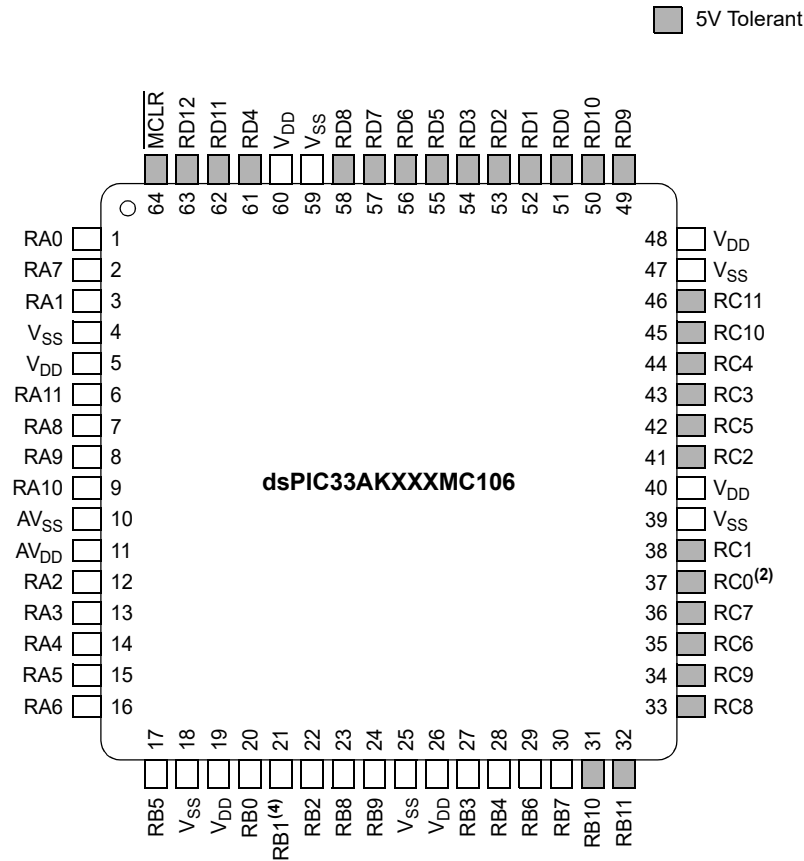 5V Tolerant
MCLR
RD12
RD11
RD4
VDD
VSS
RD8
RD7
RD6
RD5
RD3
RD2
RD1
RD0
RD10
RD9
64
63
62
61
60
59
58
57
56
55
54
53
52
51
50
49
RA0 1
RA7 2
RA1 3
VSS 4
VDD 5
RA11 6
RA8 7
RA9 8
RA10 9
AVSS 10
AVDD 11
RA2 12
RA3 13
RA4 14
RA5 15
RA6 16
dsPIC33AKXXXMC106
48 VDD
47 VSS
46 RC11
45 RC10
44 RC4
43 RC3
42 RC5
41 RC2
40 VDD
39 VSS
38 RC1
37 RC0(2)
36 RC7
35 RC6
34 RC9
33 RC8
17
18
19
20
21
22
23
24
25
26
27
28
29
30
31
32
RB5
VSS
VDD
RB0
RB1(4)
RB2
RB8
RB9
VSS
VDD
RB3
RB4
RB6
RB7
RB10
RB11